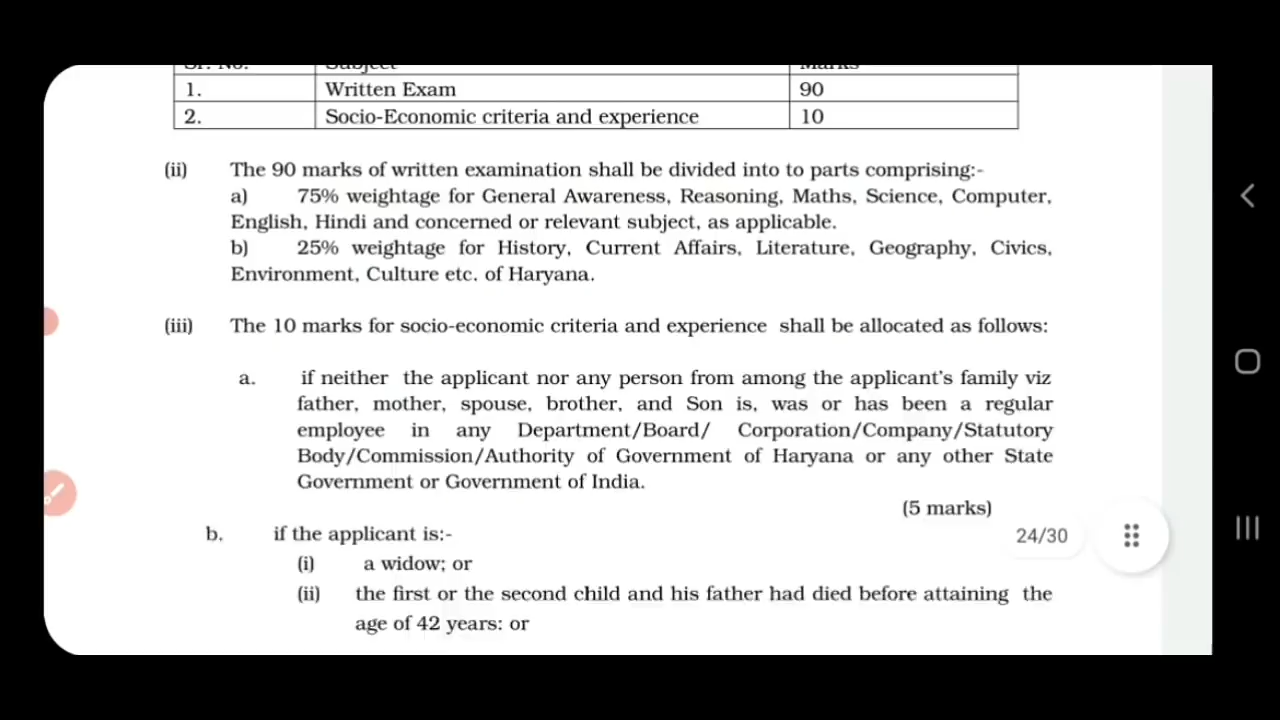 Sr. No. Subject Marks
1. Written Exam 90
2. Socio-Economic criteria and experience 10
(ii) The 90 marks of written examination shall be divided into to parts comprising:-
a) 75% weightage for General Awareness, Reasoning, Maths, Science, Computer,
English, Hindi and concerned or relevant subject, as applicable.
b) 25% weightage for History, Current Affairs, Literature, Geography, Civics,
Environment, Culture etc. of Haryana.
(iii) The 10 marks for socio-economic criteria and experience shall be allocated as follows:
a. if neither the applicant nor any person from among the applicant's family viz
father, mother, spouse, brother, and Son is, was or has been a regular
employee in any Department/Board/ Corporation/Company/Statutory
Body/Commission/Authority of Government of Haryana or any other State
Government or Government of India.
(5 marks)
b. if the applicant is:-
24/30
(i) a widow; or
(ii) the first or the second child and his father had died before attaining the
age of 42 years: or